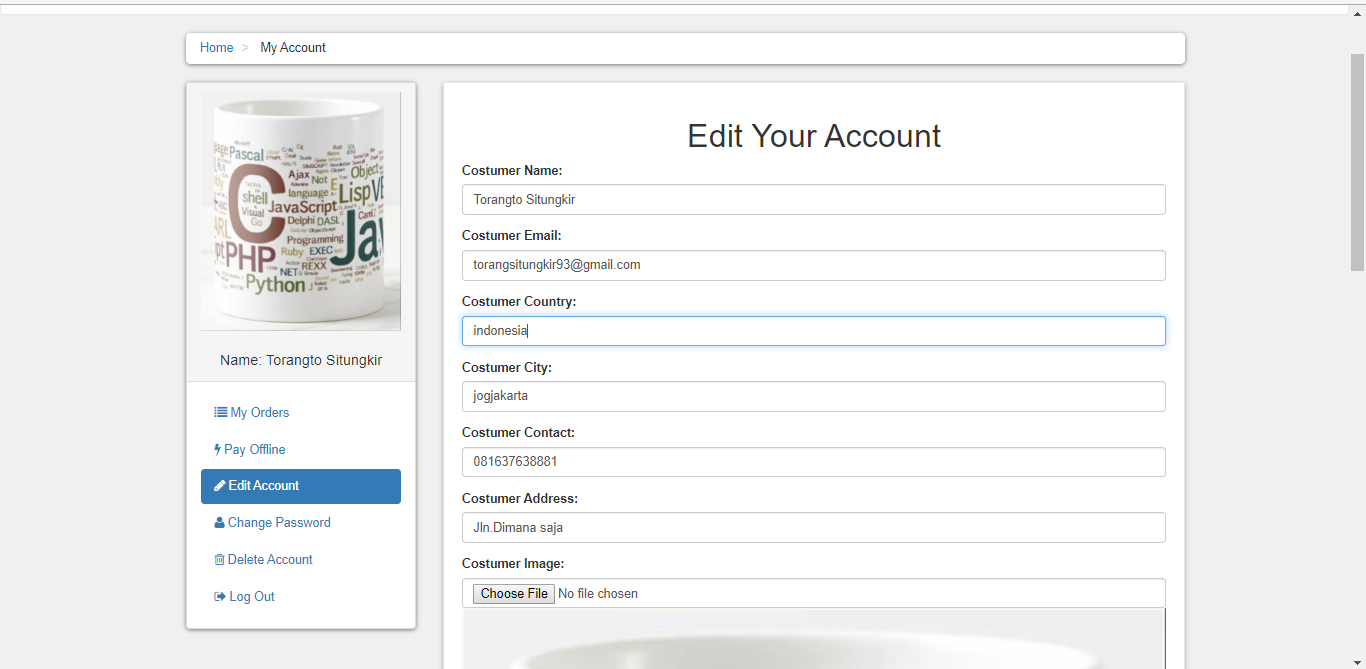 Home > My Account
Pascal
C
Ajax
Object
Not
E
Lisp
language
shell
JavaScript
Visual
Go
Delphi DASL
Java
Programming
PHP
Ruby EXEC
REXX
.NET
Python
Name: Torangto Situngkir
My Orders
Pay Offline
Edit Account
Change Password
Delete Account
Log Out
Edit Your Account
Costumer Name:
Torangto Situngkir
Costumer Email:
torangsitungkir93@gmail.com
Costumer Country:
indonesia
Costumer City:
jogjakarta
Costumer Contact:
081637638881
Costumer Address:
Jln.Dimana saja
Costumer Image:
Choose File No file chosen